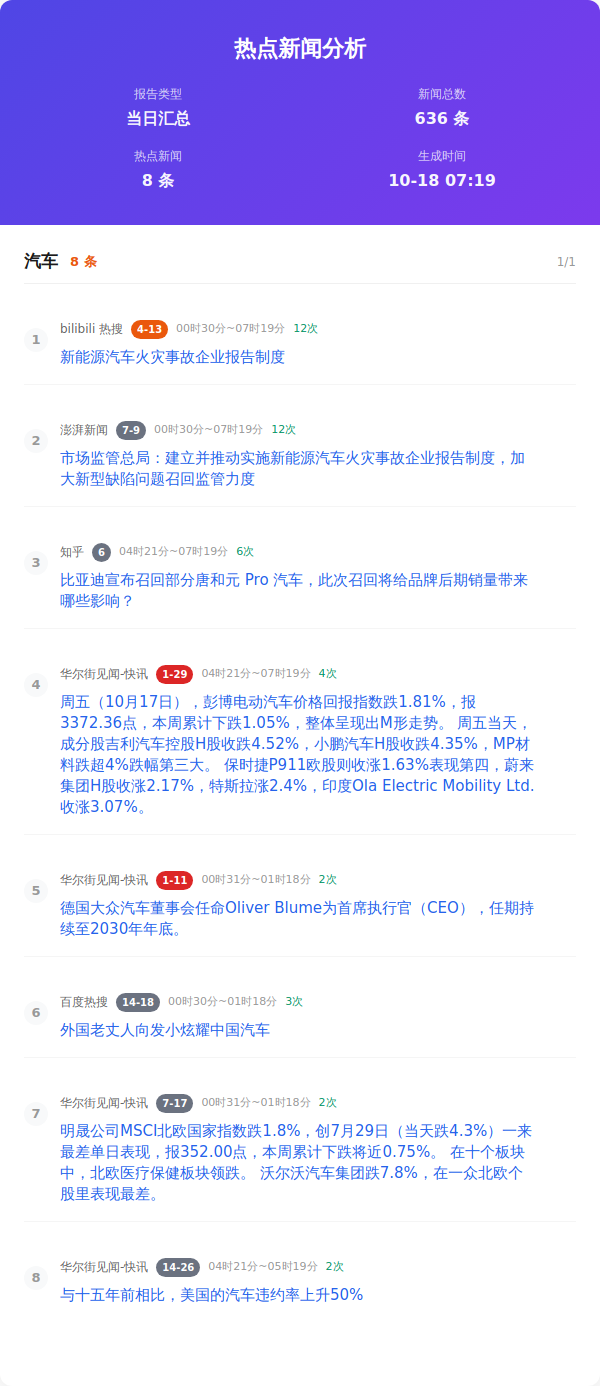 热点新闻分析
报告类型
当日汇总
新闻总数
636 条
热点新闻
8 条
生成时间
10-18 07:19
汽车 8 条 1/1
1
bilibili 热搜 4-13 00时30分~07时19分 12次
新能源汽车火灾事故企业报告制度
2
澎湃新闻 7-9 00时30分~07时19分 12次
市场监管总局：建立并推动实施新能源汽车火灾事故企业报告制度，加
大新型缺陷问题召回监管力度
3
知乎 6 04时21分~07时19分 6次
比亚迪宣布召回部分唐和元 Pro 汽车，此次召回将给品牌后期销量带来
哪些影响？
4
华尔街见闻-快讯 1-29 04时21分~07时19分 4次
周五（10月17日），彭博电动汽车价格回报指数跌1.81%，报
3372.36点，本周累计下跌1.05%，整体呈现出M形走势。 周五当天，
成分股吉利汽车控股H股收跌4.52%，小鹏汽车H股收跌4.35%，MP材
料跌超4%跌幅第三大。 保时捷P911欧股则收涨1.63%表现第四，蔚来
集团H股收涨2.17%，特斯拉涨2.4%，印度Ola Electric Mobility Ltd.
收涨3.07%。
5
华尔街见闻-快讯 1-11 00时31分~01时18分 2次
德国大众汽车董事会任命Oliver Blume为首席执行官（CEO），任期持
续至2030年年底。
6
百度热搜 14-18 00时30分~01时18分 3次
外国老丈人向发小炫耀中国汽车
7
华尔街见闻-快讯 7-17 00时31分~01时18分 2次
明晟公司MSCI北欧国家指数跌1.8%，创7月29日（当天跌4.3%）一来
最差单日表现，报352.00点，本周累计下跌将近0.75%。 在十个板块
中，北欧医疗保健板块领跌。 沃尔沃汽车集团跌7.8%，在一众北欧个
股里表现最差。
8
华尔街见闻-快讯 14-26 04时21分~05时19分 2次
与十五年前相比，美国的汽车违约率上升50%